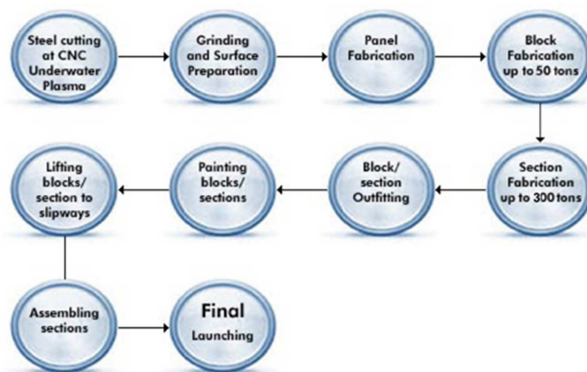 Steel cutting
at CNC
Underwater
Plasma
Grinding
and Surface
Preparation
Panel
Fabrication
Block
Fabrication
up to 50 tons
Section
Fabrication
up to 300 tons
Block/
section
Outfitting
Painting
blocks/
sections
Lifting
blocks/
section to
slipways
Assembling
sections
Final
Launching